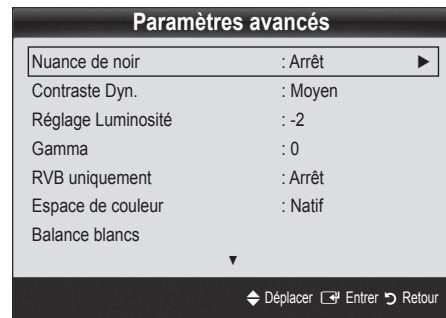 Paramètres avancés
Nuance de noir : Arrêt ►
Contraste Dyn. : Moyen
Réglage Luminosité : -2
Gamma : 0
RVB uniquement : Arrêt
Espace de couleur : Natif
Balance blancs
▼
Déplacer Entrer Retour